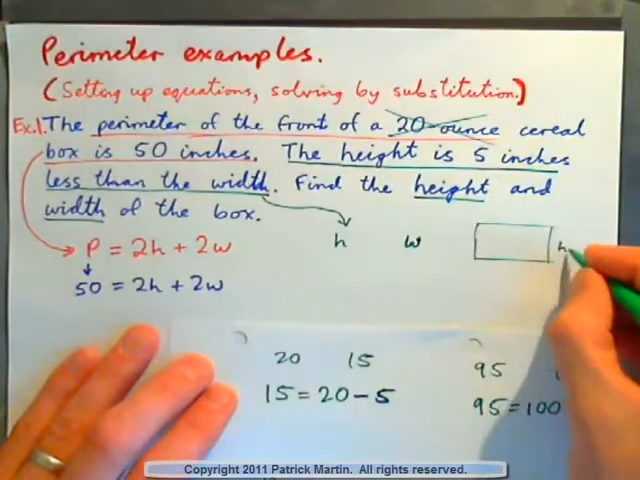 Perimeter examples.
(Setting up equations, solving by substitution.)
Ex.1. The perimeter of the front of a 20-ounce cereal
box is 50 inches. The height is 5 inches
less than the width. Find the height and
width of the box.
h w
P = 2h + 2w
h
50 = 2h + 2w
20 15
95
15 = 20 - 5
95 = 100
Copyright 2011 Patrick Martin. All rights reserved.